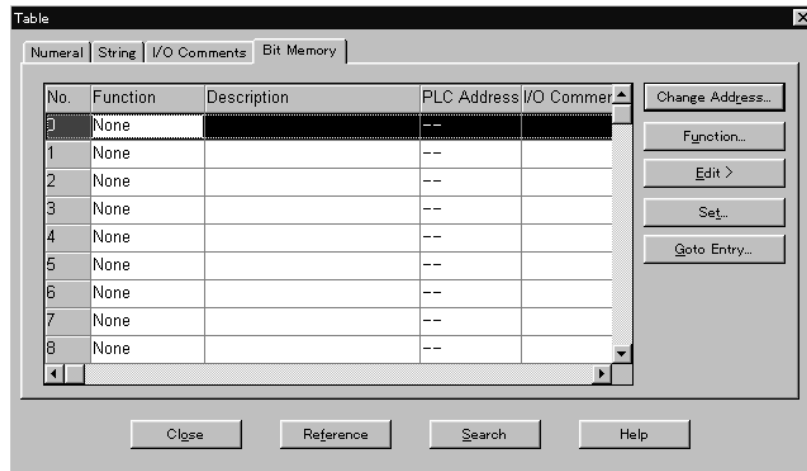 Table
Numeral String I/O Comments Bit Memory
No. Function Description PLC Address I/O Commer
0 None --
1 None --
2 None --
3 None --
4 None --
5 None --
6 None --
7 None --
8 None --
Change Address...
Function...
Edit >
Set...
Goto Entry...
Close Reference Search Help